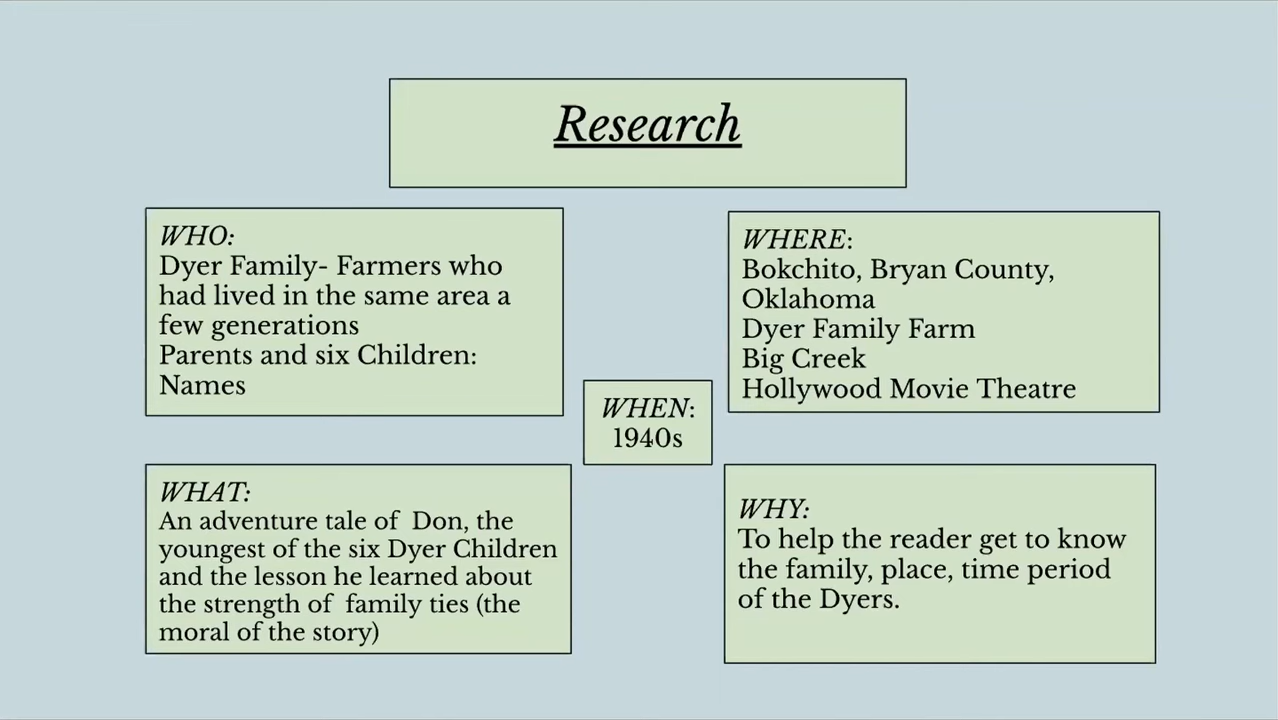 Research
WHO:
Dyer Family- Farmers who
had lived in the same area a
few generations
Parents and six Children:
Names
WHERE:
Bokchito, Bryan County,
Oklahoma
Dyer Family Farm
Big Creek
Hollywood Movie Theatre
WHEN:
1940s
WHAT:
An adventure tale of  Don, the
youngest of the six Dyer Children
and the lesson he learned about
the strength of  family ties (the
moral of the story)
WHY:
To help the reader get to know
the family, place, time period
of the Dyers.